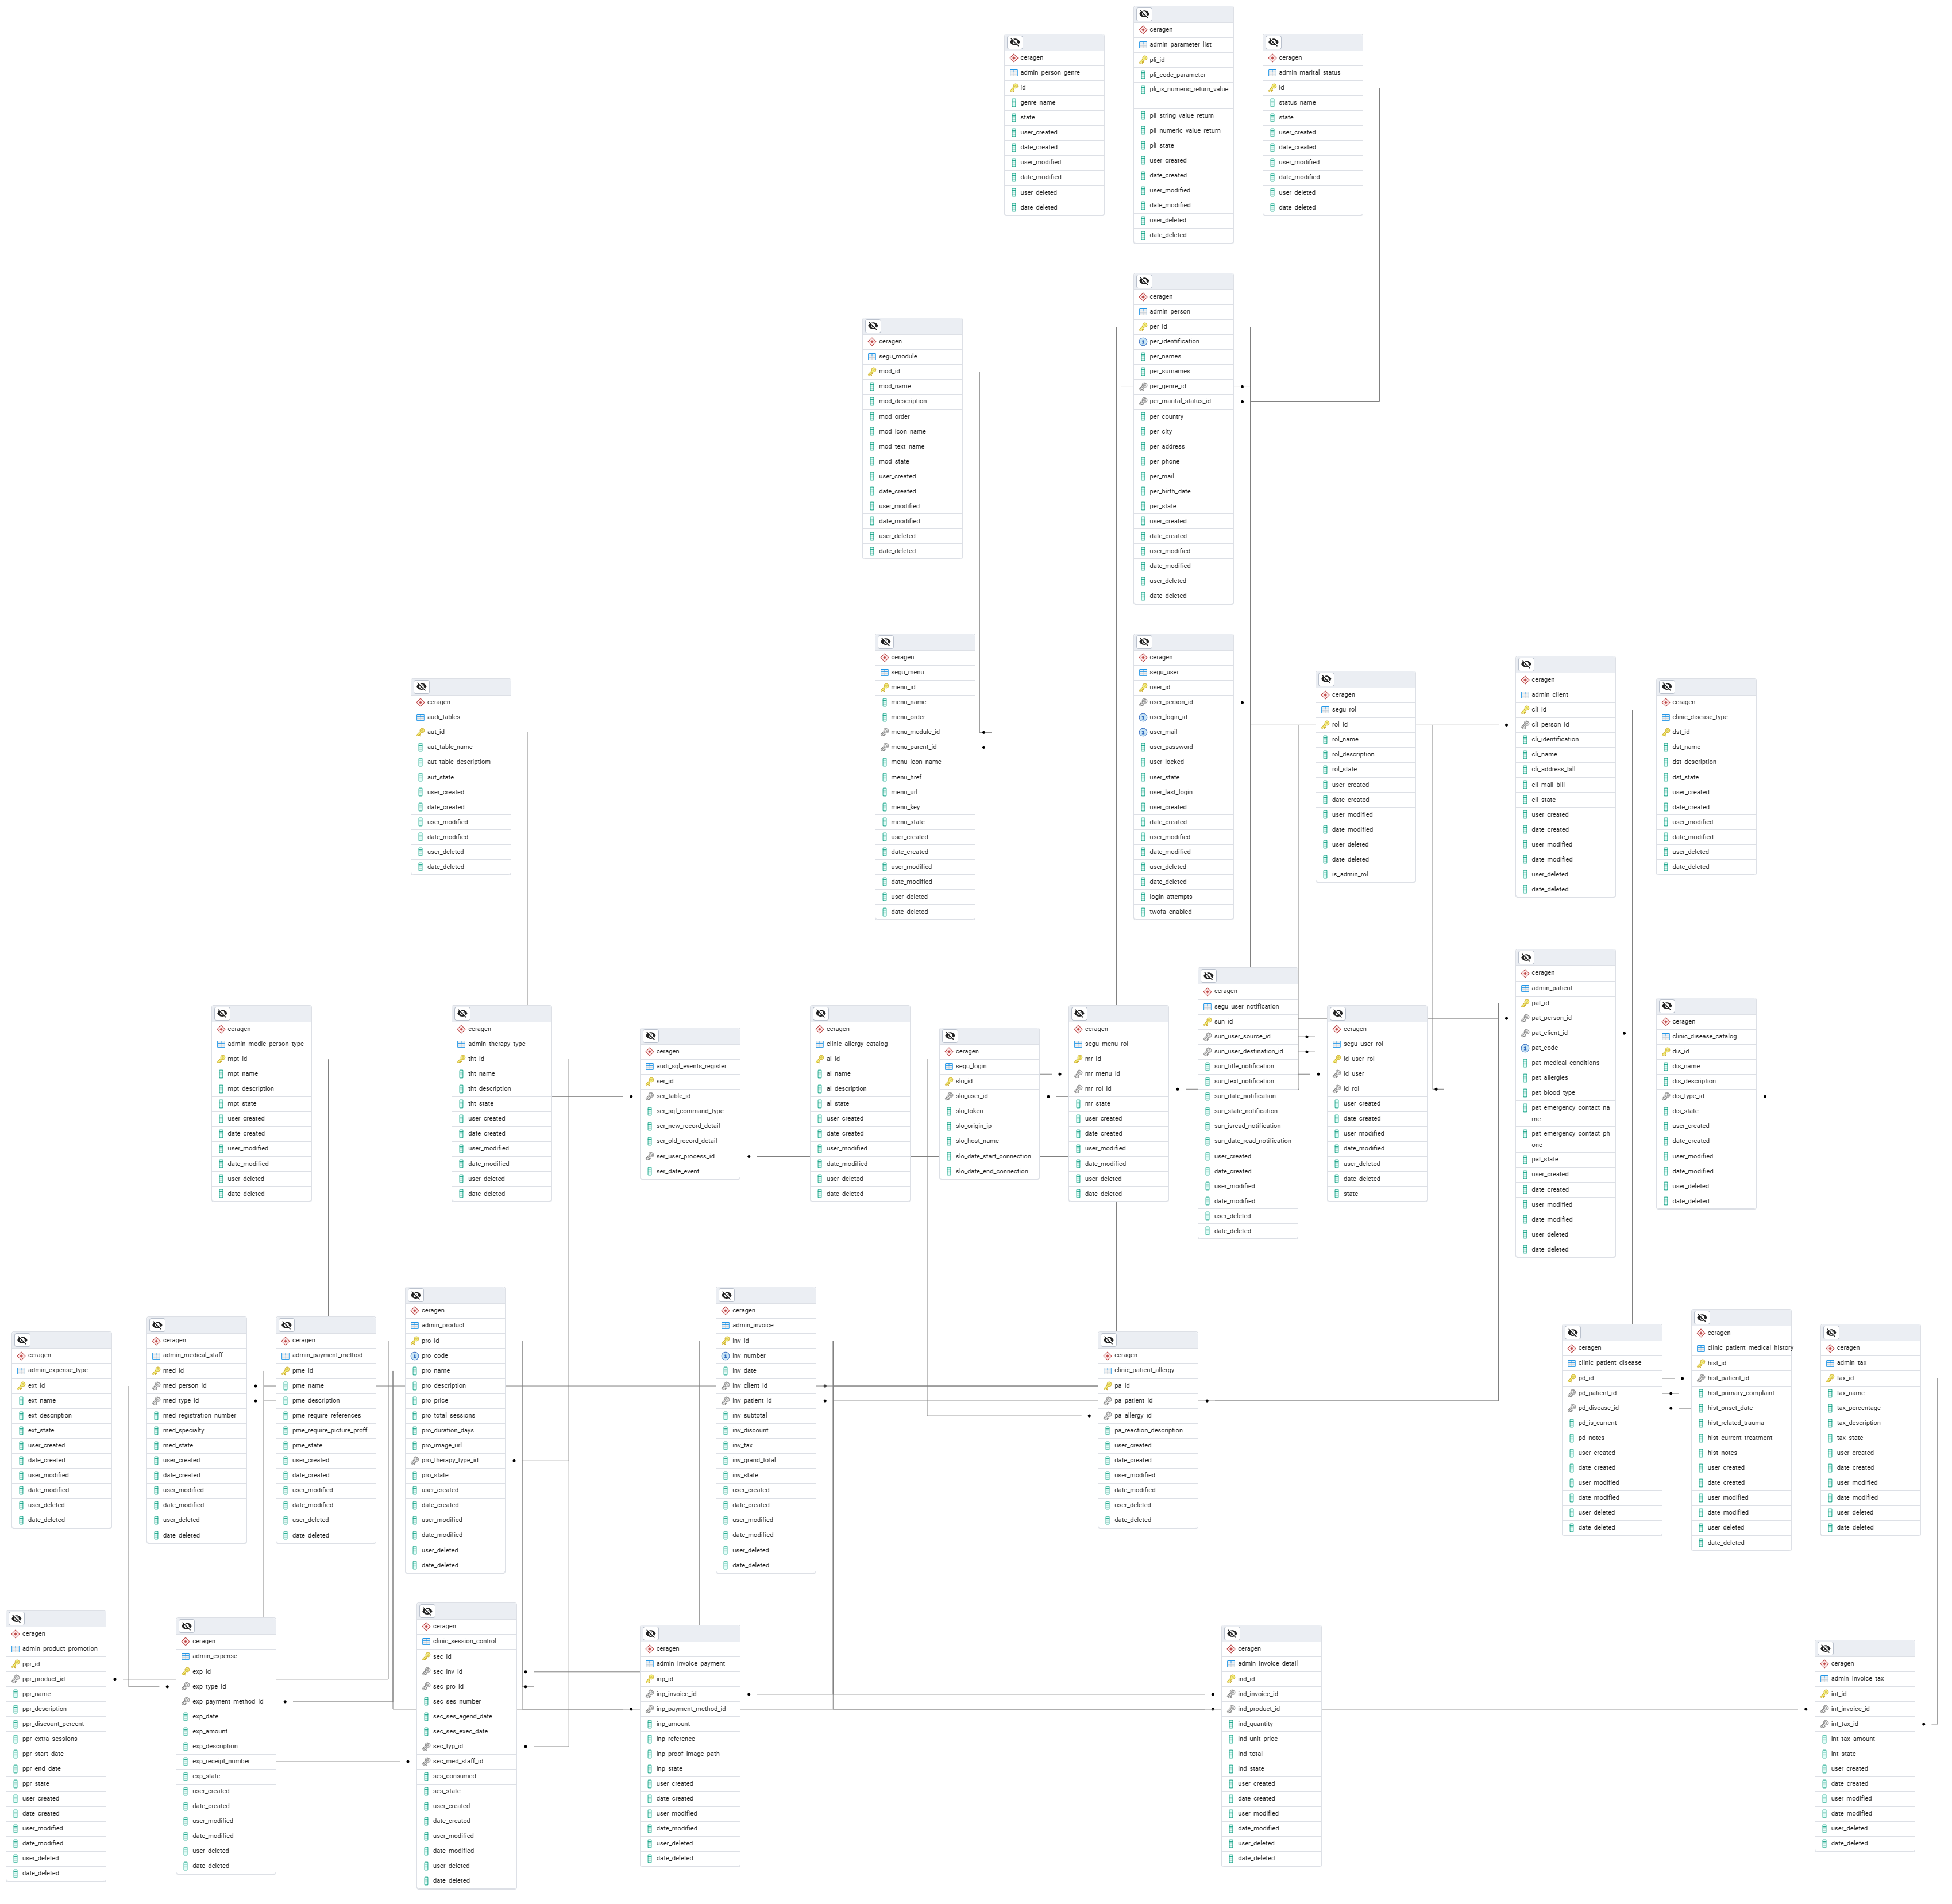 ceragen
admin_parameter_list
pli_id
pli_code_parameter
pli_is_numeric_return_value
pli_string_value_return
pli_numeric_value_return
pli_state
user_created
date_created
user_modified
date_modified
user_deleted
date_deleted
ceragen
admin_person_genre
id
genre_name
state
user_created
date_created
user_modified
date_modified
user_deleted
date_deleted
ceragen
admin_marital_status
id
status_name
state
user_created
date_created
user_modified
date_modified
user_deleted
date_deleted
ceragen
admin_person
per_id
per_identification
per_names
per_surnames
per_genre_id
per_marital_status_id
per_country
per_city
per_address
per_phone
per_mail
per_birth_date
per_state
user_created
date_created
user_modified
date_modified
user_deleted
date_deleted
ceragen
segu_module
mod_id
mod_name
mod_description
mod_order
mod_icon_name
mod_text_name
mod_state
user_created
date_created
user_modified
date_modified
user_deleted
date_deleted
ceragen
audi_tables
aut_id
aut_table_name
aut_table_descriptiom
aut_state
user_created
date_created
user_modified
date_modified
user_deleted
date_deleted
ceragen
segu_menu
menu_id
menu_name
menu_order
menu_module_id
menu_parent_id
menu_icon_name
menu_href
menu_url
menu_key
menu_state
user_created
date_created
user_modified
date_modified
user_deleted
date_deleted
ceragen
segu_user
user_id
user_person_id
user_login_id
user_mail
user_password
user_locked
user_state
user_last_login
user_created
date_created
user_modified
date_modified
user_deleted
date_deleted
login_attempts
twofa_enabled
ceragen
segu_rol
rol_id
rol_name
rol_description
rol_state
user_created
date_created
user_modified
date_modified
user_deleted
date_deleted
is_admin_rol
ceragen
admin_client
cli_id
cli_person_id
cli_identification
cli_name
cli_address_bill
cli_mail_bill
cli_state
user_created
date_created
user_modified
date_modified
user_deleted
date_deleted
ceragen
clinic_disease_type
dst_id
dst_name
dst_description
dst_state
user_created
date_created
user_modified
date_modified
user_deleted
date_deleted
ceragen
admin_medic_person_type
mpt_id
mpt_name
mpt_description
mpt_state
user_created
date_created
user_modified
date_modified
user_deleted
date_deleted
ceragen
admin_therapy_type
tht_id
tht_name
tht_description
tht_state
user_created
date_created
user_modified
date_modified
user_deleted
date_deleted
ceragen
audi_sql_events_register
ser_id
ser_table_id
ser_sql_command_type
ser_new_record_detail
ser_old_record_detail
ser_user_process_id
ser_date_event
ceragen
clinic_allergy_catalog
al_id
al_name
al_description
al_state
user_created
date_created
user_modified
date_modified
user_deleted
date_deleted
ceragen
segu_login
slo_id
slo_user_id
slo_token
slo_origin_ip
slo_host_name
slo_date_start_connection
slo_date_end_connection
ceragen
segu_menu_rol
mr_id
mr_menu_id
mr_rol_id
mr_state
user_created
date_created
user_modified
date_modified
user_deleted
date_deleted
ceragen
segu_user_notification
sun_id
sun_user_source_id
sun_user_destination_id
sun_title_notification
sun_text_notification
sun_date_notification
sun_state_notification
sun_isread_notification
sun_date_read_notification
user_created
date_created
user_modified
date_modified
user_deleted
date_deleted
ceragen
segu_user_rol
id_user_rol
id_user
id_rol
user_created
date_created
user_modified
date_modified
user_deleted
date_deleted
state
ceragen
admin_patient
pat_id
pat_person_id
pat_client_id
pat_code
pat_medical_conditions
pat_allergies
pat_blood_type
pat_emergency_contact_na
me
pat_emergency_contact_ph
one
pat_state
user_created
date_created
user_modified
date_modified
user_deleted
date_deleted
ceragen
clinic_disease_catalog
dis_id
dis_name
dis_description
dis_type_id
dis_state
user_created
date_created
user_modified
date_modified
user_deleted
date_deleted
ceragen
admin_expense_type
ext_id
ext_name
ext_description
ext_state
user_created
date_created
user_modified
date_modified
user_deleted
date_deleted
ceragen
admin_medical_staff
med_id
med_person_id
med_type_id
med_registration_number
med_specialty
med_state
user_created
date_created
user_modified
date_modified
user_deleted
date_deleted
ceragen
admin_payment_method
pme_id
pme_name
pme_description
pme_require_references
pme_require_picture_proff
pme_state
user_created
date_created
user_modified
date_modified
user_deleted
date_deleted
ceragen
admin_product
pro_id
pro_code
pro_name
pro_description
pro_price
pro_total_sessions
pro_duration_days
pro_image_url
pro_therapy_type_id
pro_state
user_created
date_created
user_modified
date_modified
user_deleted
date_deleted
ceragen
admin_invoice
inv_id
inv_number
inv_date
inv_client_id
inv_patient_id
inv_subtotal
inv_discount
inv_tax
inv_grand_total
inv_state
user_created
date_created
user_modified
date_modified
user_deleted
date_deleted
ceragen
clinic_patient_allergy
pa_id
pa_patient_id
pa_allergy_id
pa_reaction_description
user_created
date_created
user_modified
date_modified
user_deleted
date_deleted
ceragen
clinic_patient_disease
pd_id
pd_patient_id
pd_disease_id
pd_is_current
pd_notes
user_created
date_created
user_modified
date_modified
user_deleted
date_deleted
ceragen
clinic_patient_medical_history
hist_id
hist_patient_id
hist_primary_complaint
hist_onset_date
hist_related_trauma
hist_current_treatment
hist_notes
user_created
date_created
user_modified
date_modified
user_deleted
date_deleted
ceragen
admin_tax
tax_id
tax_name
tax_percentage
tax_description
tax_state
user_created
date_created
user_modified
date_modified
user_deleted
date_deleted
ceragen
admin_product_promotion
ppr_id
ppr_product_id
ppr_name
ppr_description
ppr_discount_percent
ppr_extra_sessions
ppr_start_date
ppr_end_date
ppr_state
user_created
date_created
user_modified
date_modified
user_deleted
date_deleted
ceragen
admin_expense
exp_id
exp_type_id
exp_payment_method_id
exp_date
exp_amount
exp_description
exp_receipt_number
exp_state
user_created
date_created
user_modified
date_modified
user_deleted
date_deleted
ceragen
clinic_session_control
sec_id
sec_inv_id
sec_pro_id
sec_ses_number
sec_ses_agend_date
sec_ses_exec_date
sec_typ_id
sec_med_staff_id
ses_consumed
ses_state
user_created
date_created
user_modified
date_modified
user_deleted
date_deleted
ceragen
admin_invoice_payment
inp_id
inp_invoice_id
inp_payment_method_id
inp_amount
inp_reference
inp_proof_image_path
inp_state
user_created
date_created
user_modified
date_modified
user_deleted
date_deleted
ceragen
admin_invoice_detail
ind_id
ind_invoice_id
ind_product_id
ind_quantity
ind_unit_price
ind_total
ind_state
user_created
date_created
user_modified
date_modified
user_deleted
date_deleted
ceragen
admin_invoice_tax
int_id
int_invoice_id
int_tax_id
int_tax_amount
int_state
user_created
date_created
user_modified
date_modified
user_deleted
date_deleted